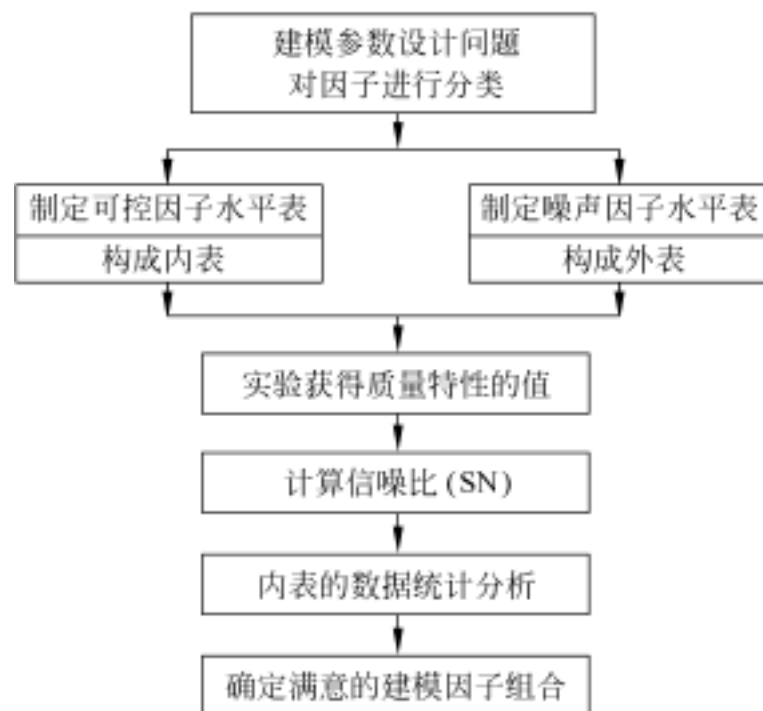 建模参数设计问题
对因子进行分类
制定可控因子水平表
构成内表
制定噪声因子水平表
构成外表
实验获得质量特性的值
计算信噪比(SN)
内表的数据统计分析
确定满意的建模因子组合